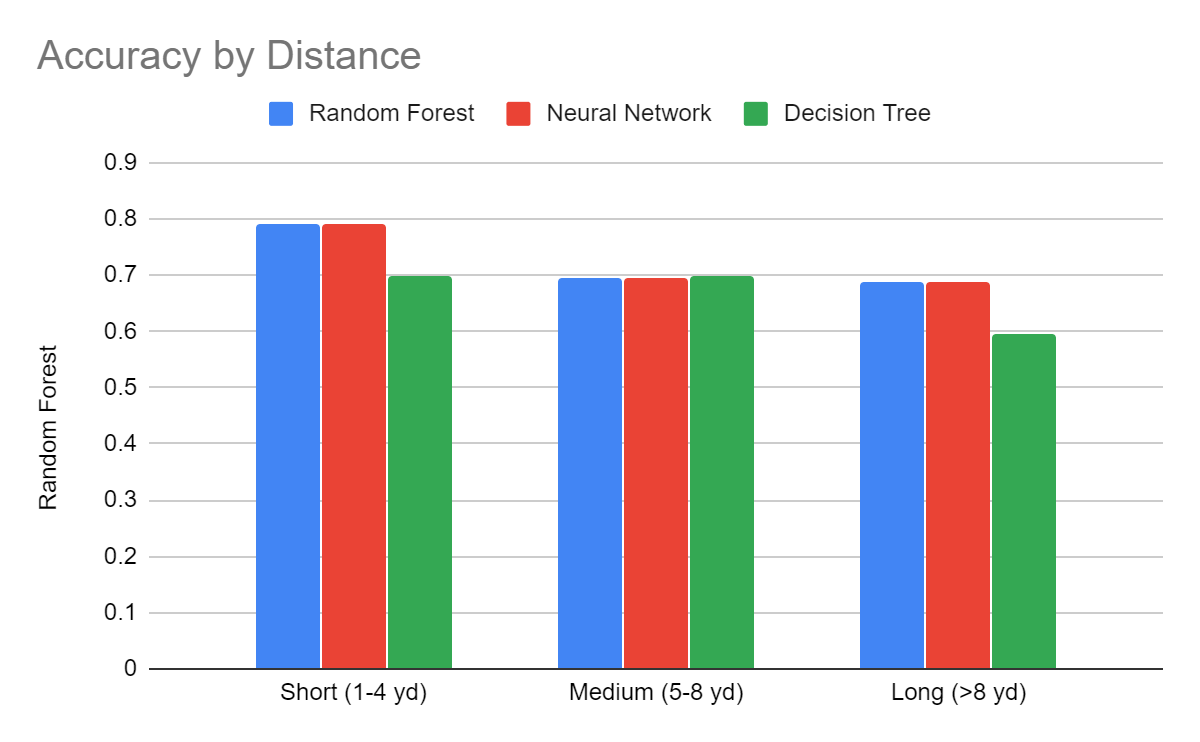 Accuracy by Distance
Random Forest Neural Network Decision Tree
0.9
0.8
0.7
0.6
0.5
0.4
0.3
0.2
0.1
0
Random Forest
Short (1-4 yd) Medium (5-8 yd) Long (>8 yd)